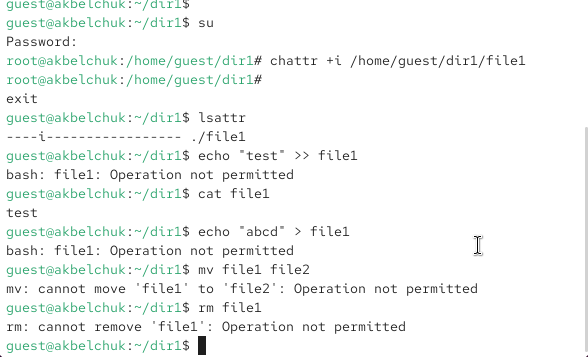 guest@akbelchuk:~/dir1$
guest@akbelchuk:~/dir1$ su
Password:
root@akbelchuk:/home/guest/dir1# chattr +i /home/guest/dir1/file1
root@akbelchuk:/home/guest/dir1#
exit
guest@akbelchuk:~/dir1$ lsattr
----i----------------- ./file1
guest@akbelchuk:~/dir1$ echo "test" >> file1
bash: file1: Operation not permitted
guest@akbelchuk:~/dir1$ cat file1
test
guest@akbelchuk:~/dir1$ echo "abcd" > file1
bash: file1: Operation not permitted
guest@akbelchuk:~/dir1$ mv file1 file2
mv: cannot move 'file1' to 'file2': Operation not permitted
guest@akbelchuk:~/dir1$ rm file1
rm: cannot remove 'file1': Operation not permitted
guest@akbelchuk:~/dir1$